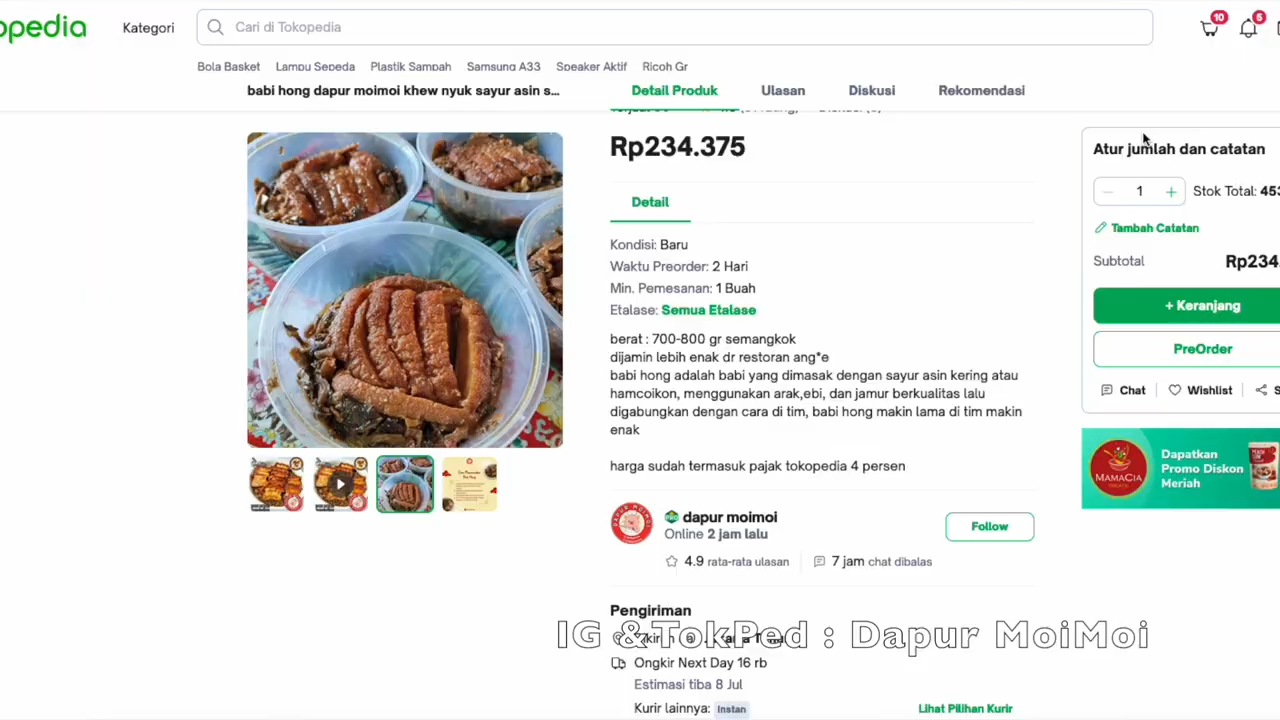 opedia
Kategori
Cari di Tokopedia
10
5
Bola Basket Lampu Sepeda Plastik Sampah Samsung A33 Speaker Aktif Ricoh Gr
babi hong dapur moimoi khew nyuk sayur asin s...
Detail Produk Ulasan Diskusi Rekomendasi
Rp234.375
Detail
Kondisi: Baru
Waktu Preorder: 2 Hari
Min. Pemesanan: 1 Buah
Etalase: Semua Etalase
berat : 700-800 gr semangkok
dijamin lebih enak dr restoran ang*e
babi hong adalah babi yang dimasak dengan sayur asin kering atau
hamcoikon, menggunakan arak,ebi, dan jamur berkualitas lalu
digabungkan dengan cara di tim, babi hong makin lama di tim makin
enak
harga sudah termasuk pajak tokopedia 4 persen
dapur moimoi
Online 2 jam lalu
Follow
4.9 rata-rata ulasan
7 jam chat dibalas
Pengiriman
Ongkir Next Day 16 rb
Estimasi tiba 8 Jul
Kurir lainnya: Instan
Lihat Pilihan Kurir
Atur jumlah dan catatan
1
Stok Total: 453
Tambah Catatan
Subtotal Rp234.
+ Keranjang
PreOrder
Chat Wishlist S
MAMACIA
Dapatkan
Promo Diskon
Meriah
IG & TokPed : Dapur MoiMoi